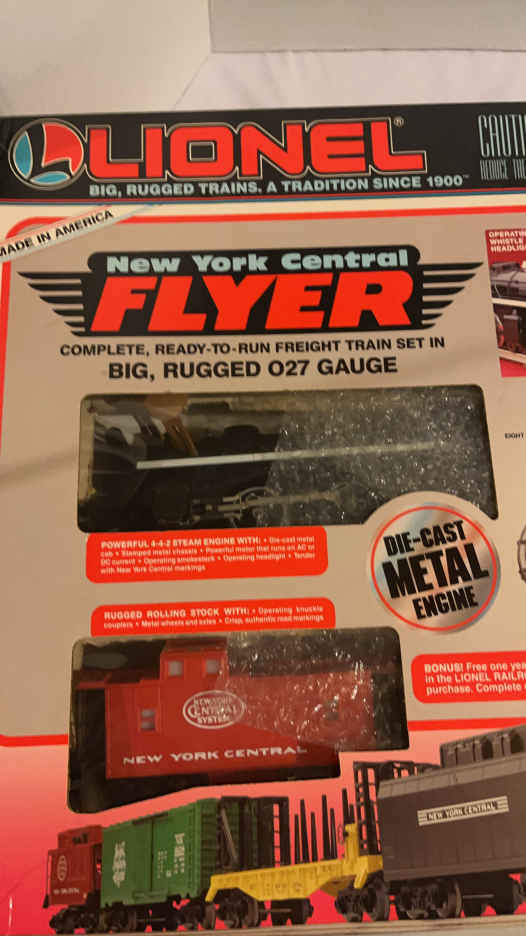 LIONEL®
BIG, RUGGED TRAINS. A TRADITION SINCE 1900™
MADE IN AMERICA
New York Central
FLYER
COMPLETE, READY-TO-RUN FREIGHT TRAIN SET IN
BIG, RUGGED O27 GAUGE
WHISTLE
EIGHT
POWERFUL 4-4-2 STEAM ENGINE WITH: • Die-cast metal
cab • Stamped metal chassis • Powerful motor that runs on AC or
DC current • Operating smokestack • Operating headlight • Tender
with New York Central markings
DIE-CAST
METAL
ENGINE
RUGGED ROLLING STOCK WITH: • Operating knuckle
couplers • Metal wheels and axles • Crisp, authentic road markings
BONUS! Free one
in the LIONEL
purchase. Complete
NEW YORK
CENTRAL
SYSTEM
NEW YORK CENTRAL
NEW YORK CENTRAL